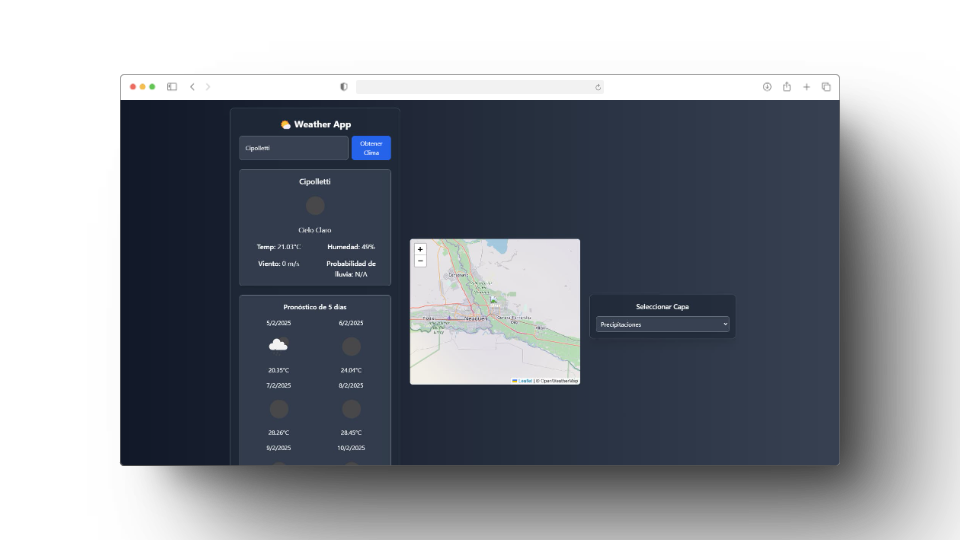 Weather App
Cipolletti
Obtener
Clima
Cipolletti
Cielo Claro
Temp: 21.03°C
Humedad: 49%
Viento: 0 m/s
Probabilidad de
lluvia: N/A
Pronóstico de 5 días
5/2/2025
6/2/2025
20.35°C
24.04°C
7/2/2025
8/2/2025
28.26°C
28.45°C
9/2/2025
10/2/2025
+
−
Neuquén
Leaflet | © OpenWeatherMap
Seleccionar Capa
Precipitaciones